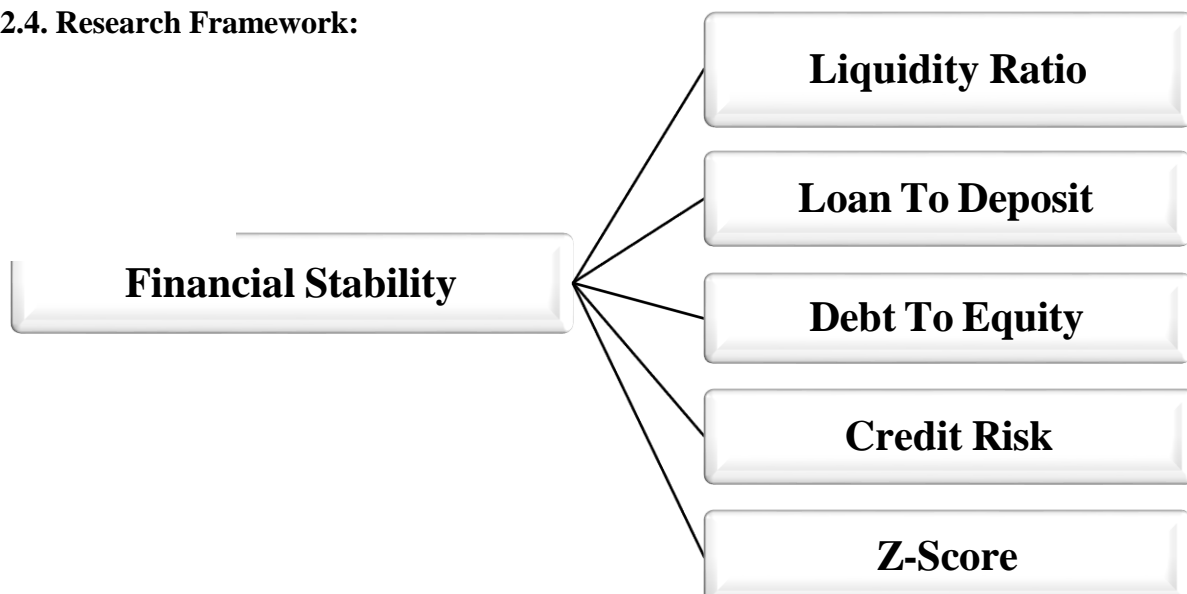 2.4. Research Framework:
Liquidity Ratio
Loan To Deposit
Financial Stability
Debt To Equity
Credit Risk
Z-Score